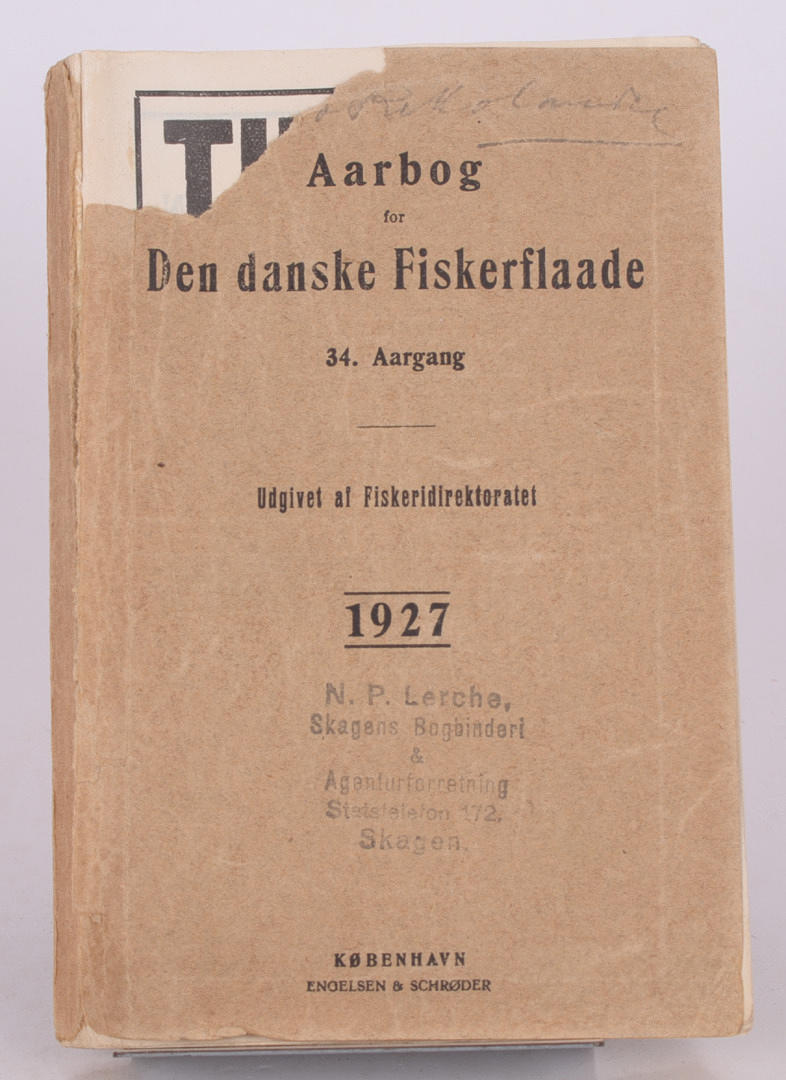 Aarbog
for
Den danske Fiskerflaade
34. Aargang
Udgivet af Fiskeridirektoratet
1927
N. P. Lerche,
Skagens Bogbinderi
&
Agenturforretning
Statstelefon 172,
Skagen.
KØBENHAVN
ENGELSEN & SCHRØDER